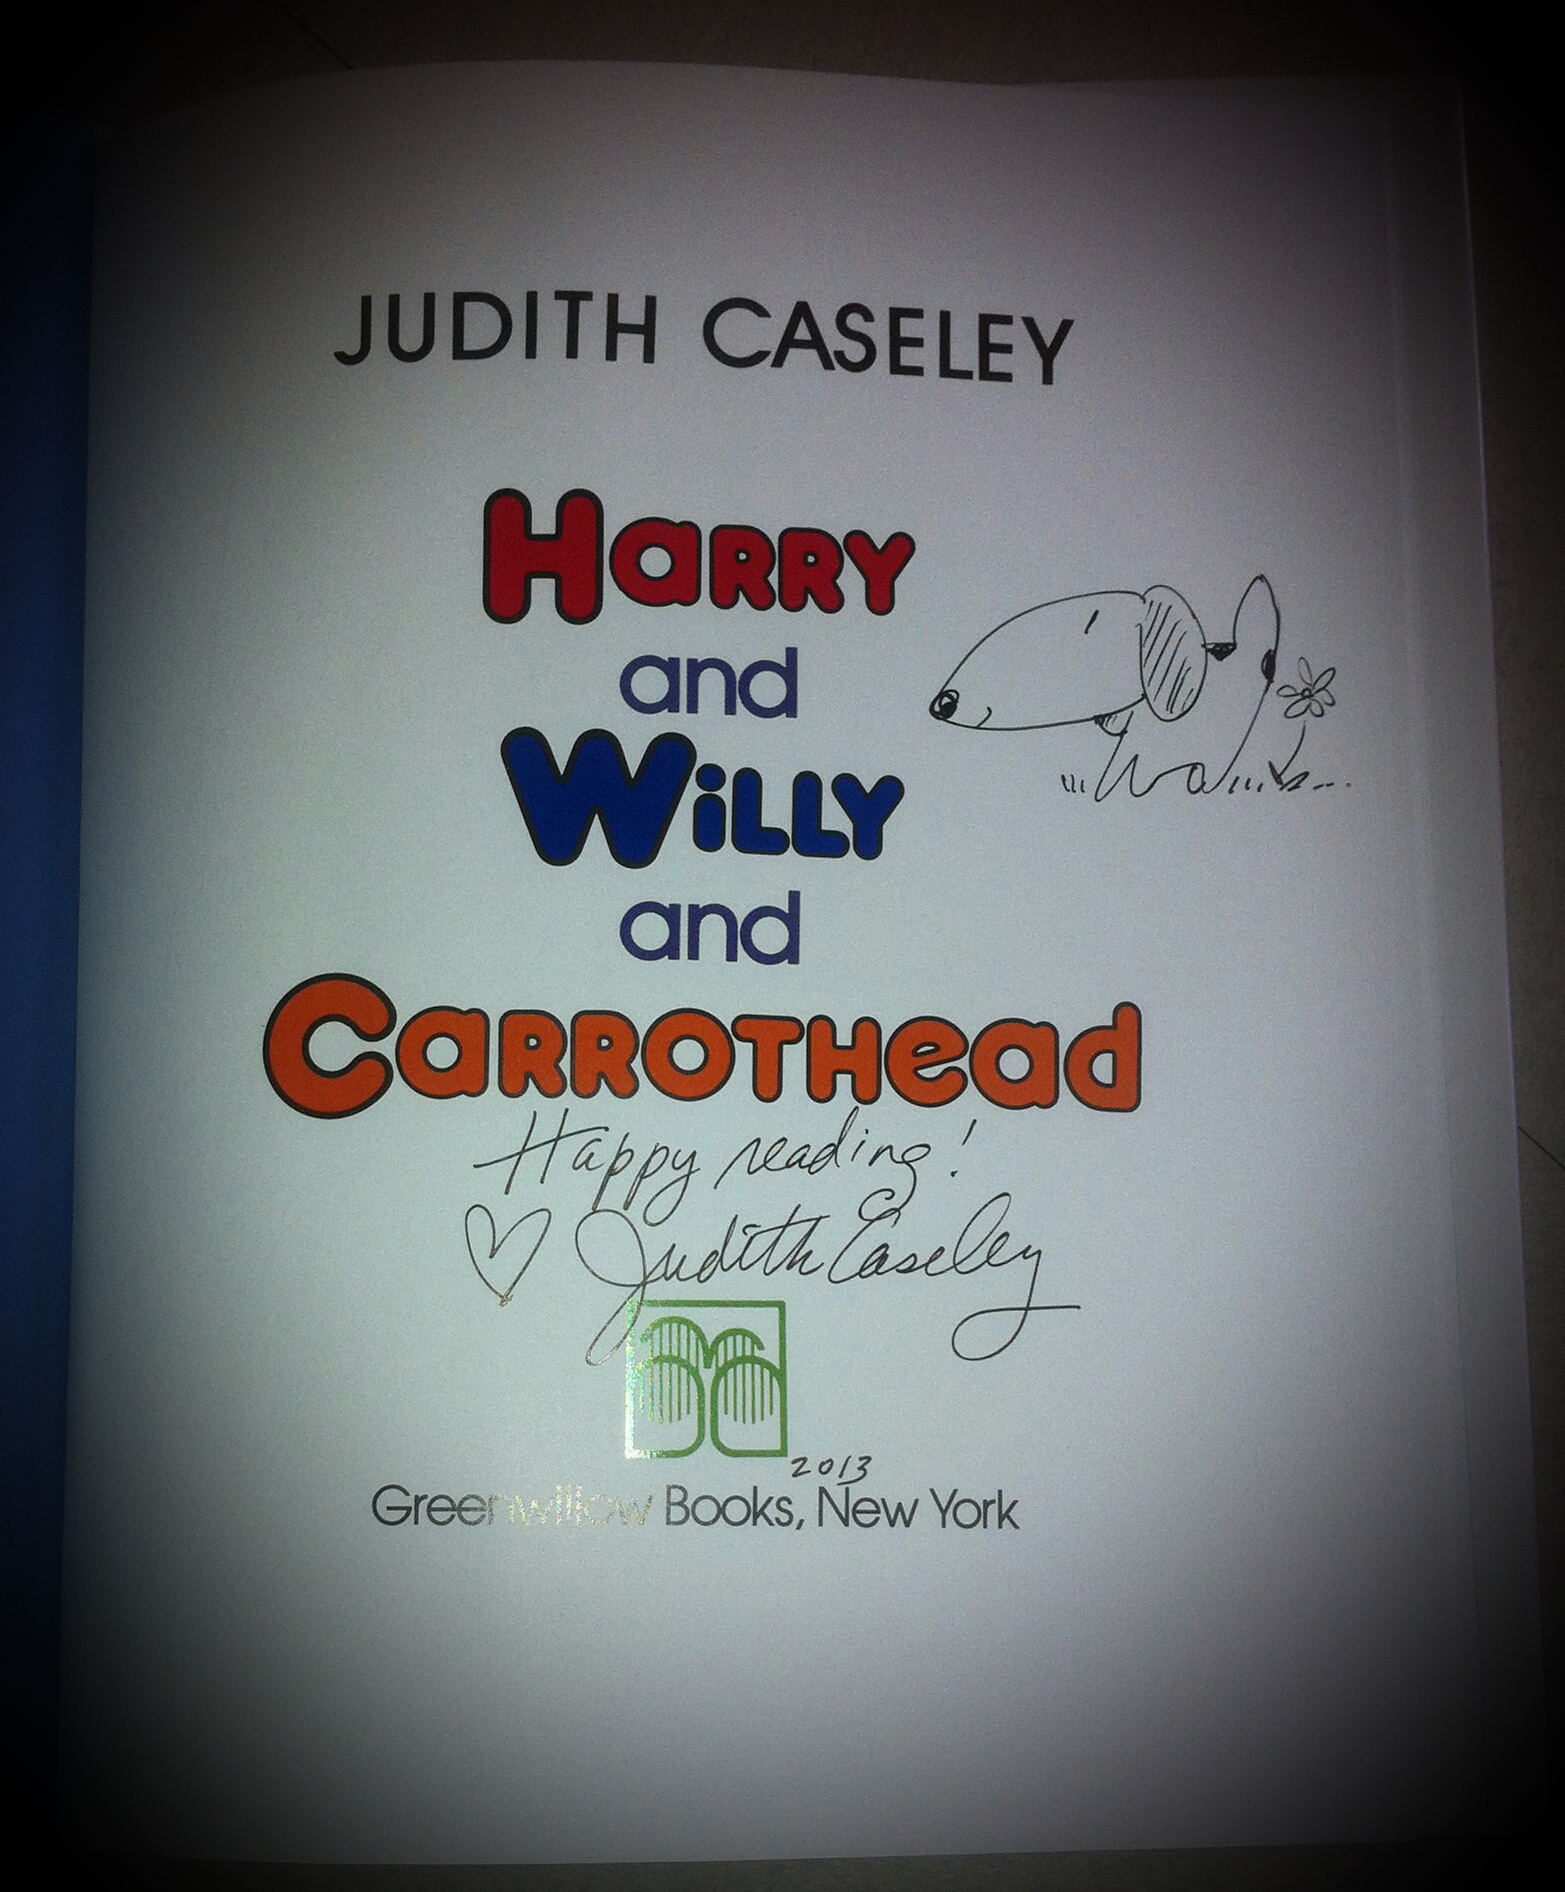 JUDITH CASELEY
HaRRY
and
WiLLY
and
CaRROTHead
Happy reading!
♡ Judith Caseley
2013
Greenwillow Books, New York